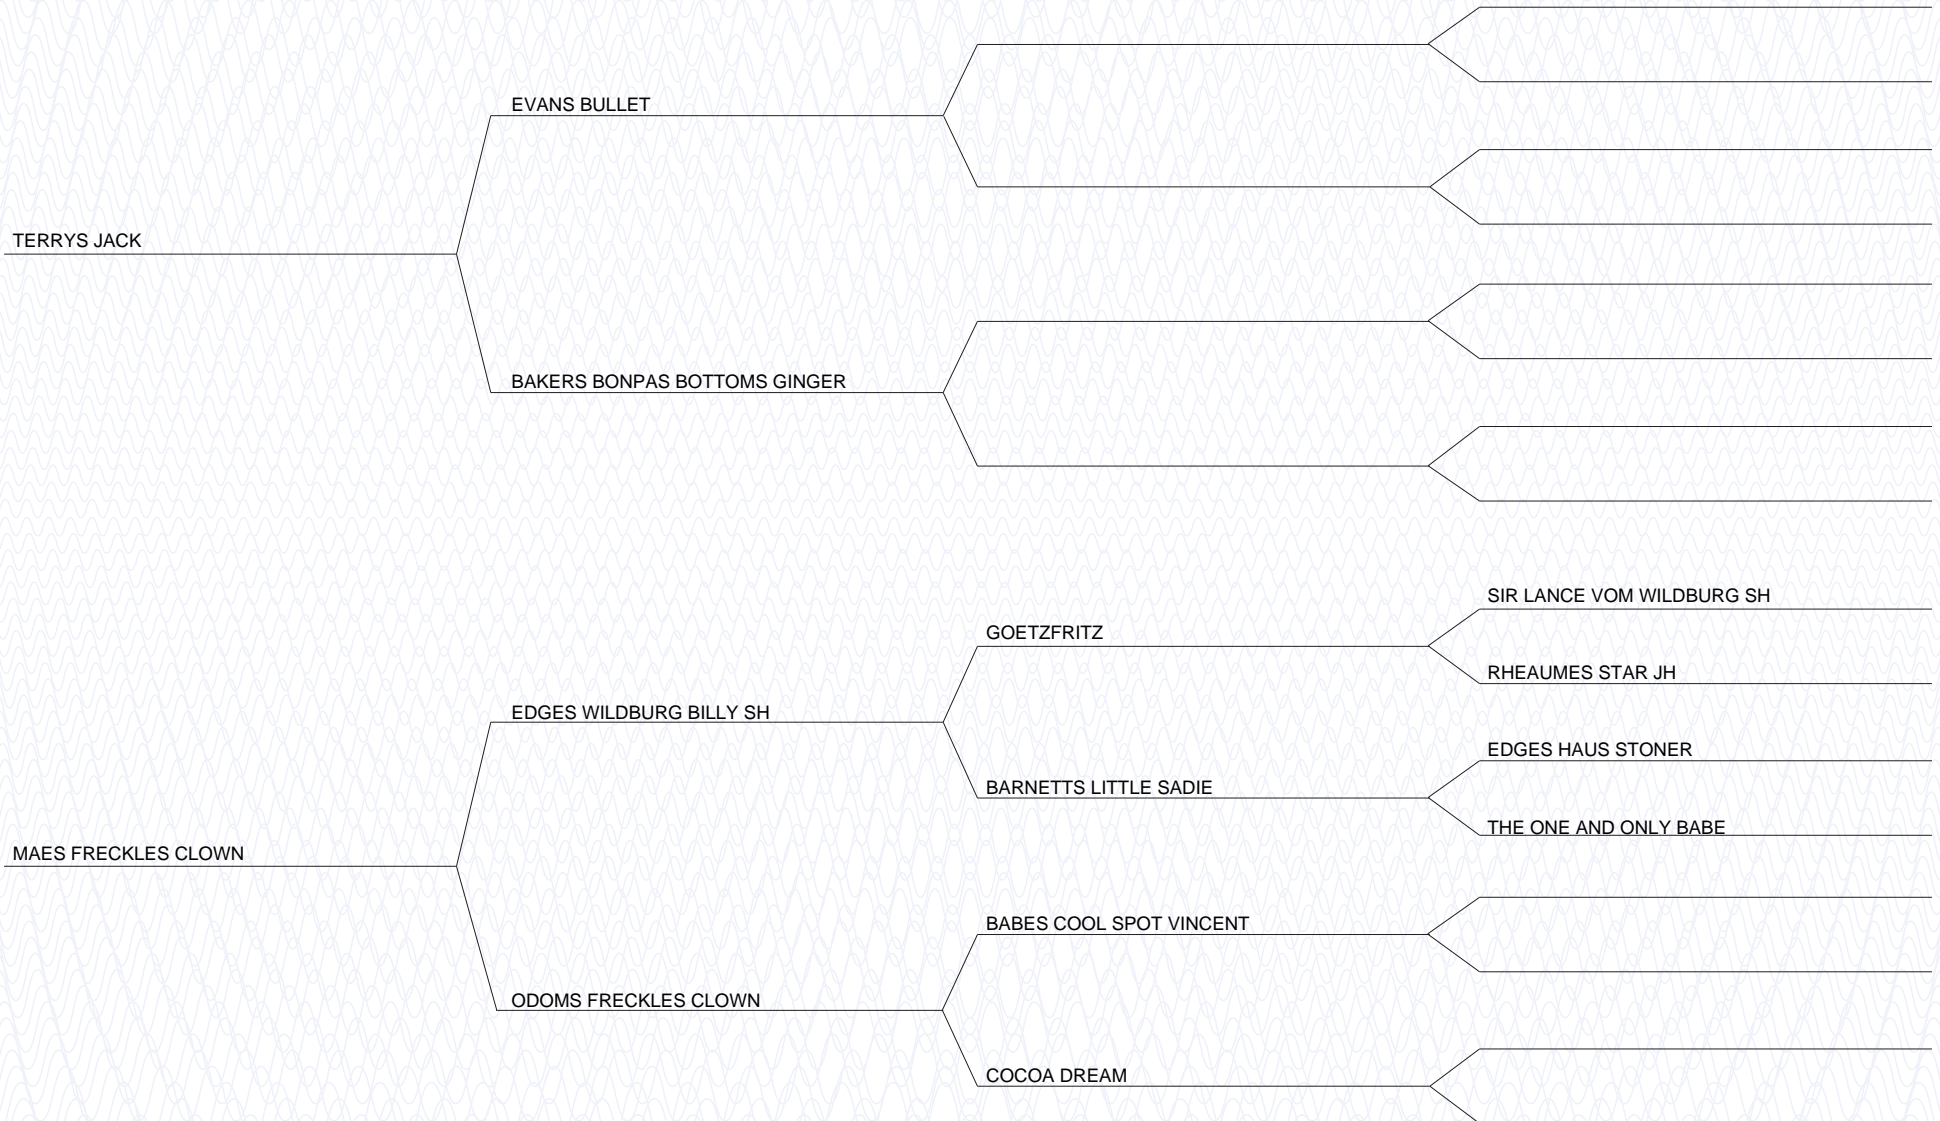 EVANS BULLET
TERRYS JACK
BAKERS BONPAS BOTTOMS GINGER
SIR LANCE VOM WILDBURG SH
GOETZFRITZ
RHEAUMES STAR JH
EDGES WILDBURG BILLY SH
EDGES HAUS STONER
BARNETTS LITTLE SADIE
THE ONE AND ONLY BABE
MAES FRECKLES CLOWN
BABES COOL SPOT VINCENT
ODOMS FRECKLES CLOWN
COCOA DREAM